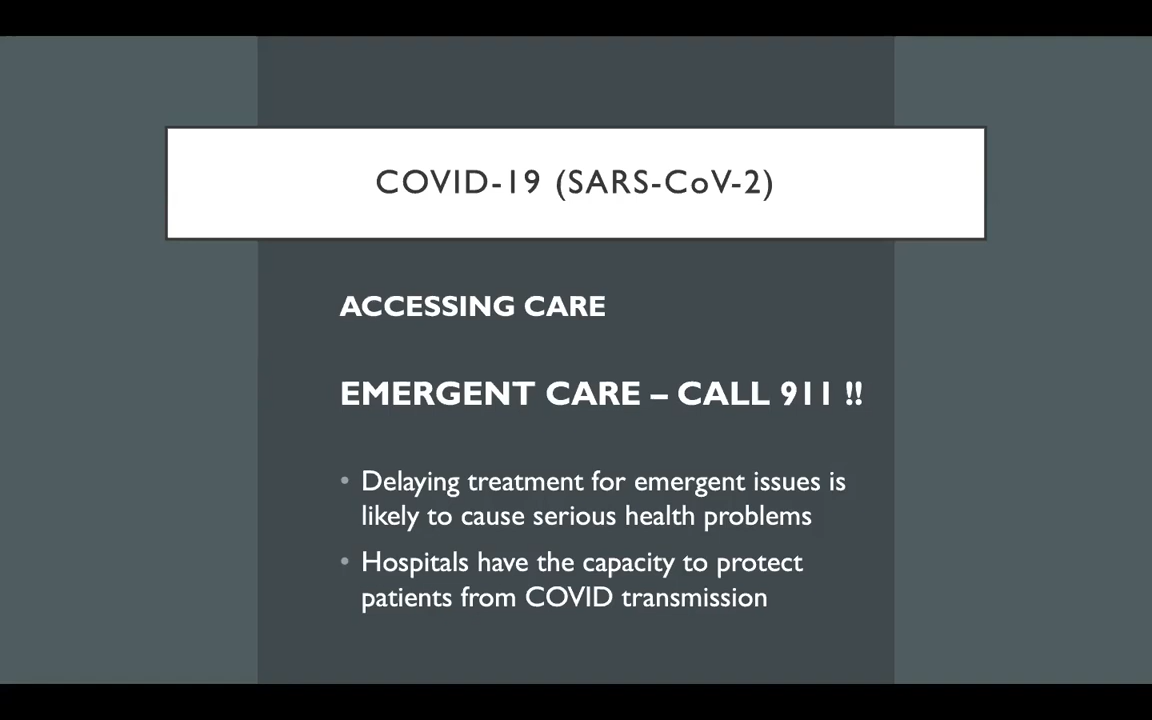 COVID-19 (SARS-CoV-2)
ACCESSING CARE
EMERGENT CARE – CALL 911 !!
• Delaying treatment for emergent issues is
likely to cause serious health problems
• Hospitals have the capacity to protect
patients from COVID transmission